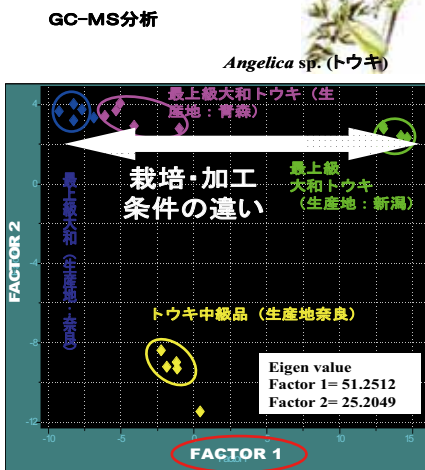 GC-MS分析
Angelica sp. (トウキ)
最上級大和トウキ（生
産地：青森）
栽培・加工
条件の違い
最上級
大和トウキ
（生産地：新潟）
最上級大和（生産地：奈良）
トウキ中級品（生産地奈良）
Eigen value
Factor 1= 51.2512
Factor 2= 25.2049
FACTOR 2
4
0
-4
-8
-12
-10
-5
0
5
10
15
FACTOR 1